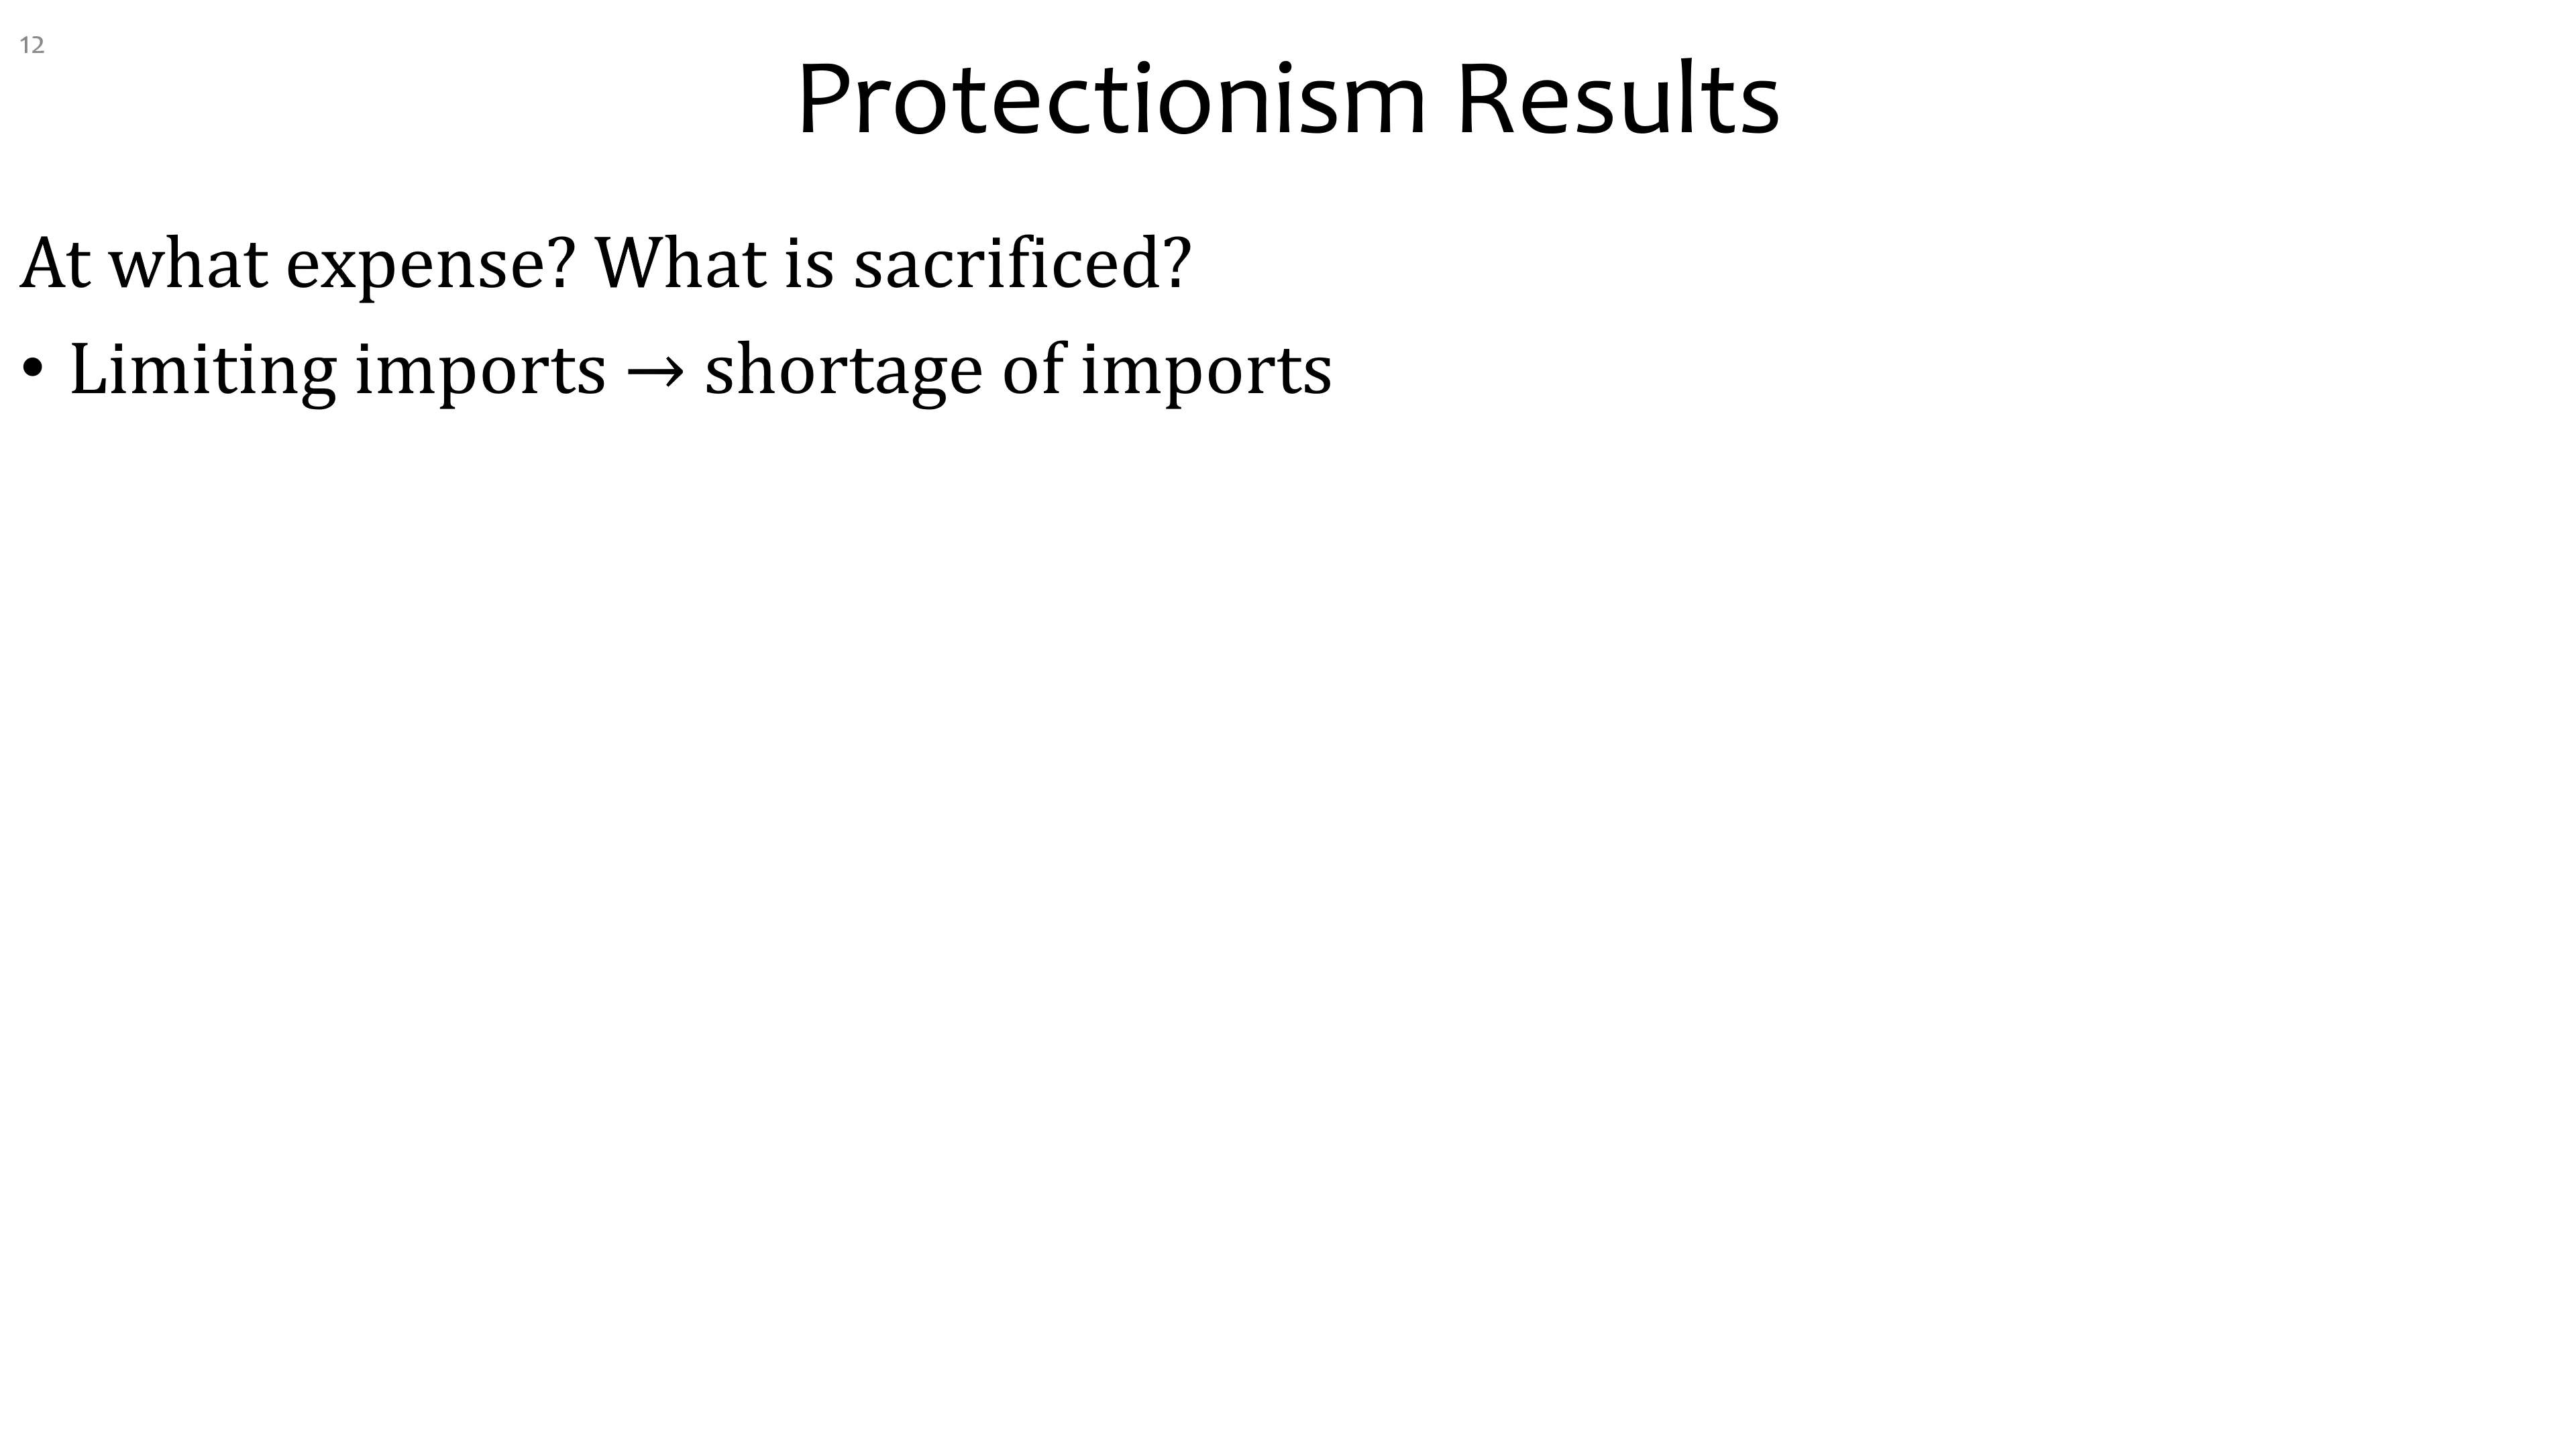 12
Protectionism Results
At what expense? What is sacrificed?
• Limiting imports → shortage of imports